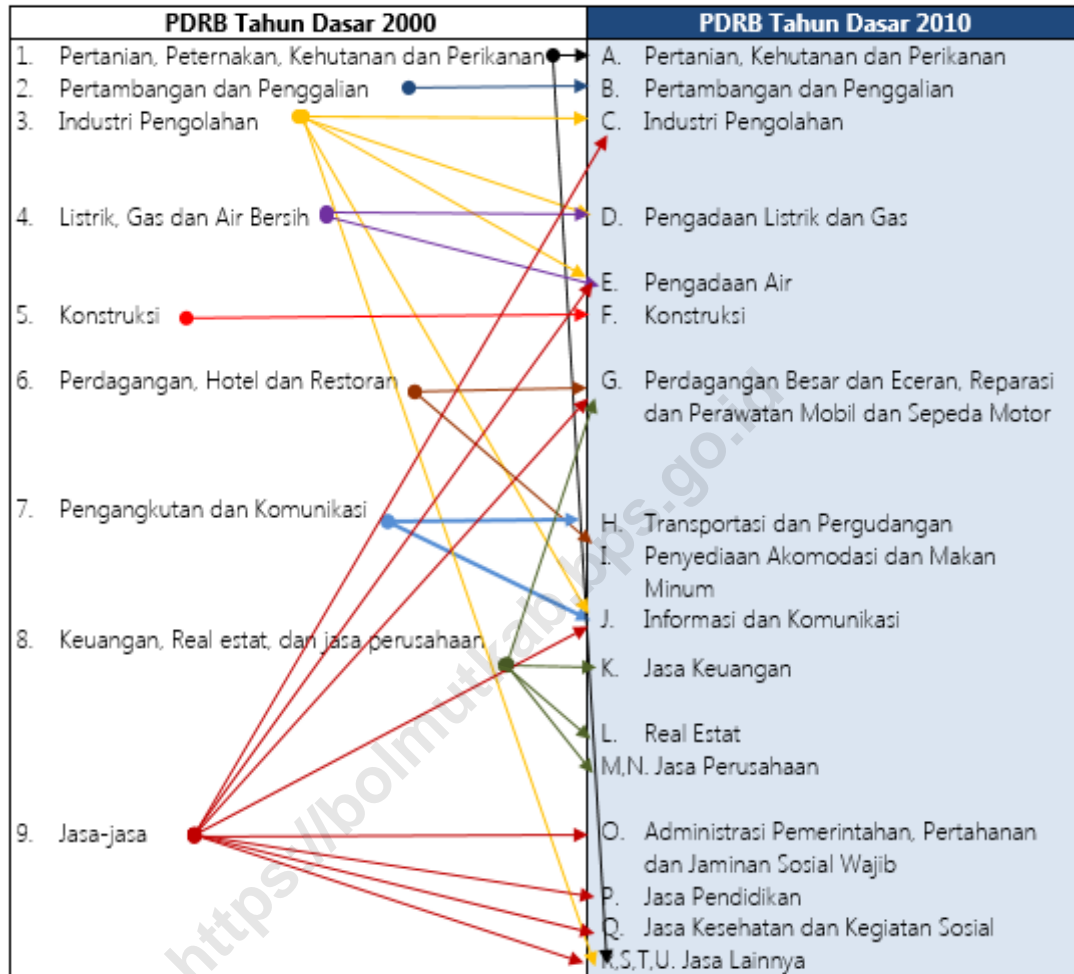 PDRB Tahun Dasar 2000
1. Pertanian, Peternakan, Kehutanan dan Perikanan
2. Pertambangan dan Penggalian
3. Industri Pengolahan
4. Listrik, Gas dan Air Bersih
5. Konstruksi
6. Perdagangan, Hotel dan Restoran
7. Pengangkutan dan Komunikasi
8. Keuangan, Real estat, dan jasa perusahaan
9. Jasa-jasa
PDRB Tahun Dasar 2010
A. Pertanian, Kehutanan dan Perikanan
B. Pertambangan dan Penggalian
C. Industri Pengolahan
D. Pengadaan Listrik dan Gas
E. Pengadaan Air
F. Konstruksi
G. Perdagangan Besar dan Eceran, Reparasi
dan Perawatan Mobil dan Sepeda Motor
H. Transportasi dan Pergudangan
I. Penyediaan Akomodasi dan Makan
Minum
J. Informasi dan Komunikasi
K. Jasa Keuangan
L. Real Estat
M,N. Jasa Perusahaan
O. Administrasi Pemerintahan, Pertahanan
dan Jaminan Sosial Wajib
P. Jasa Pendidikan
Q. Jasa Kesehatan dan Kegiatan Sosial
R,S,T,U. Jasa Lainnya
https://bolmutkab.bps.go.id